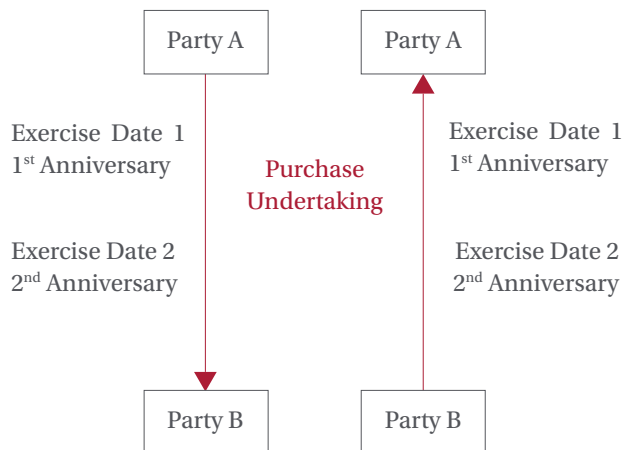 Party A
Party A
Exercise Date 1
1st Anniversary
Exercise Date 1
1st Anniversary
Purchase
Undertaking
Exercise Date 2
2nd Anniversary
Exercise Date 2
2nd Anniversary
Party B
Party B